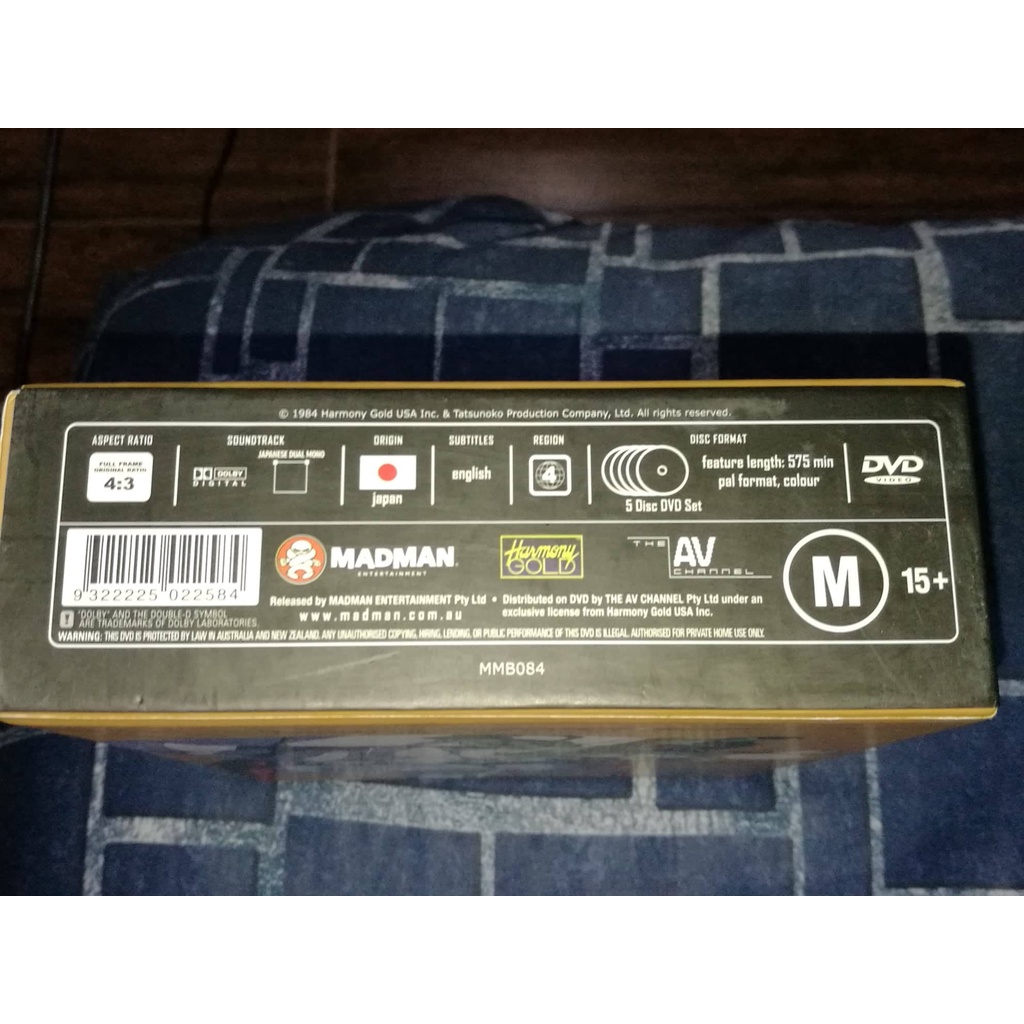 © 1984 Harmony Gold USA Inc. & Tatsunoko Production Company, Ltd. All rights reserved.
ASPECT RATIO
SOUNDTRACK
ORIGIN
SUBTITLES
REGION
DISC FORMAT
FULL FRAME
ORIGINAL RATIO
4:3
DOLBY
DIGITAL
JAPANESE DUAL MONO
japan
english
4
5 Disc DVD Set
feature length: 575 min
pal format, colour
DVD
VIDEO
9 322225 022584
MADMAN
ENTERTAINMENT
Harmony
GOLD
THE AV
CHANNEL
M 15+
Released by MADMAN ENTERTAINMENT Pty Ltd • Distributed on DVD by THE AV CHANNEL Pty Ltd under an
www.madman.com.au exclusive license from Harmony Gold USA Inc.
"DOLBY" AND THE DOUBLE-D SYMBOL
ARE TRADEMARKS OF DOLBY LABORATORIES.
WARNING: THIS DVD IS PROTECTED BY LAW IN AUSTRALIA AND NEW ZEALAND. ANY UNAUTHORISED COPYING, HIRING, LENDING, OR PUBLIC PERFORMANCE OF THIS DVD IS ILLEGAL. AUTHORISED FOR PRIVATE HOME USE ONLY.
MMB084